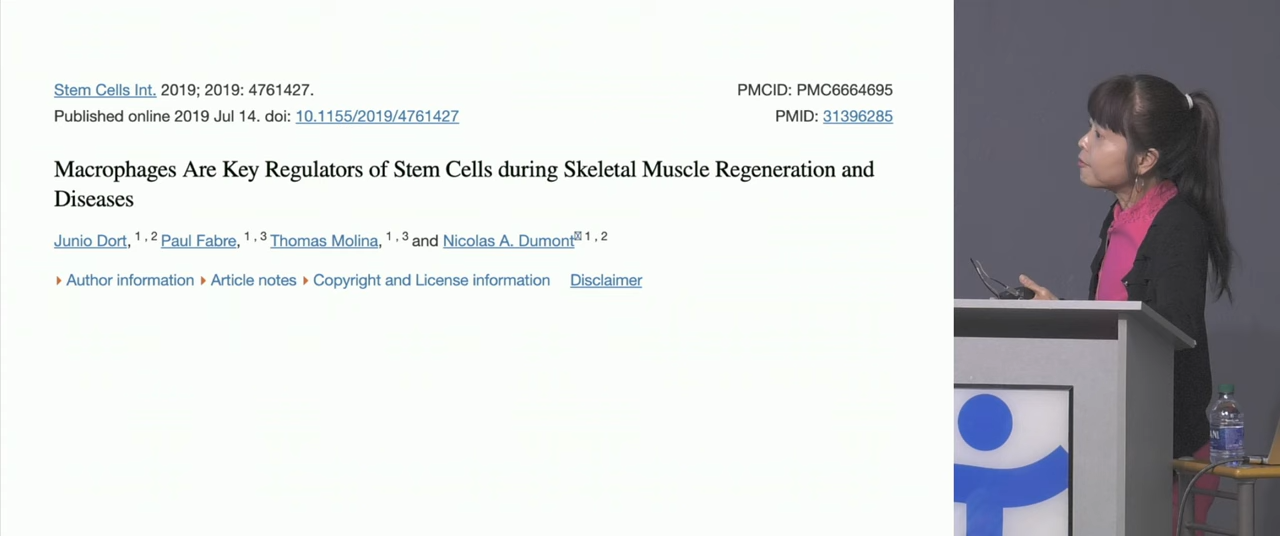 Stem Cells Int. 2019; 2019: 4761427.
PMCID: PMC6664695
Published online 2019 Jul 14. doi: 10.1155/2019/4761427
PMID: 31396285
Macrophages Are Key Regulators of Stem Cells during Skeletal Muscle Regeneration and
Diseases
Junio Dort, 1 , 2 Paul Fabre, 1 , 3 Thomas Molina, 1 , 3 and Nicolas A. Dumont 1 , 2
Author information Article notes Copyright and License information Disclaimer